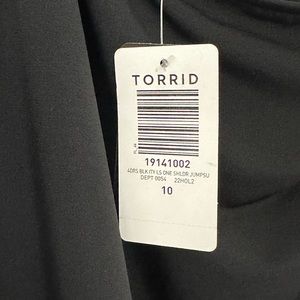 TORRID
19141002
4DRS BLK ITY LS ONE SHLDR JUMPSU
DEPT 0054 22HOL2
10